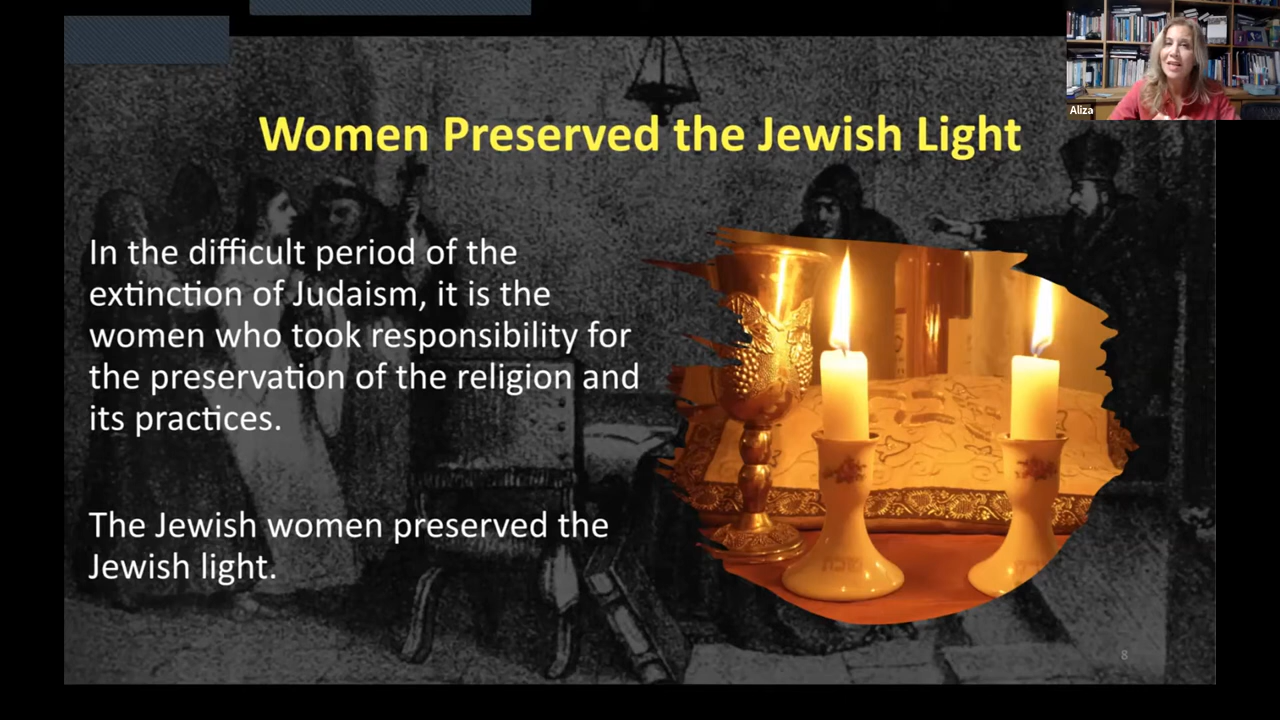 Aliza
Women Preserved the Jewish Light
In the difficult period of the
extinction of Judaism, it is the
women who took responsibility for
the preservation of the religion and
its practices.
The Jewish women preserved the
Jewish light.
8